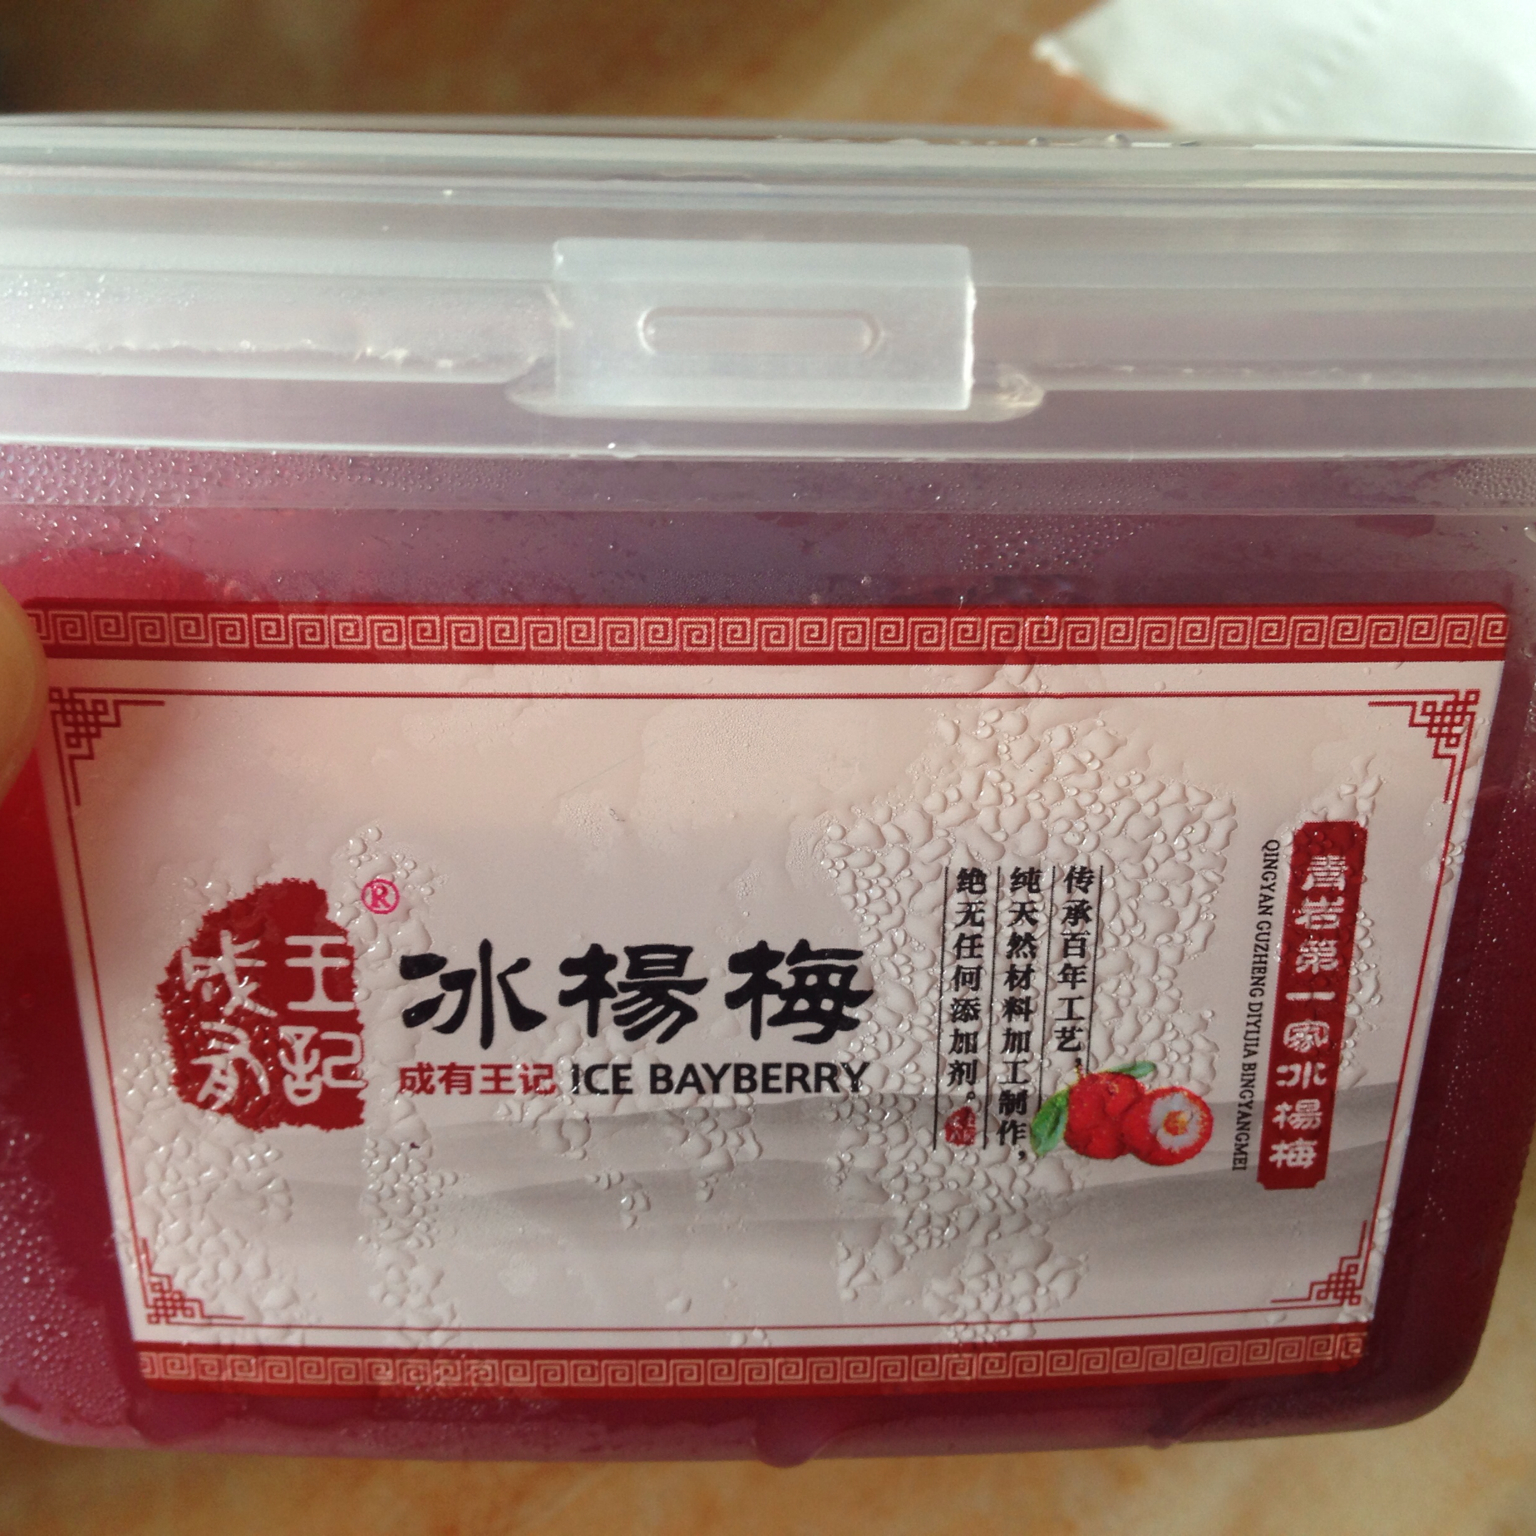 王記
成有
®
冰楊梅
成有王记 ICE BAYBERRY
传承百年工艺，
纯天然材料加工制作，
绝无任何添加剂。
青岩第一家冰楊梅
QINGYAN GUZHENG DIYIJIA BINGYANGMEI